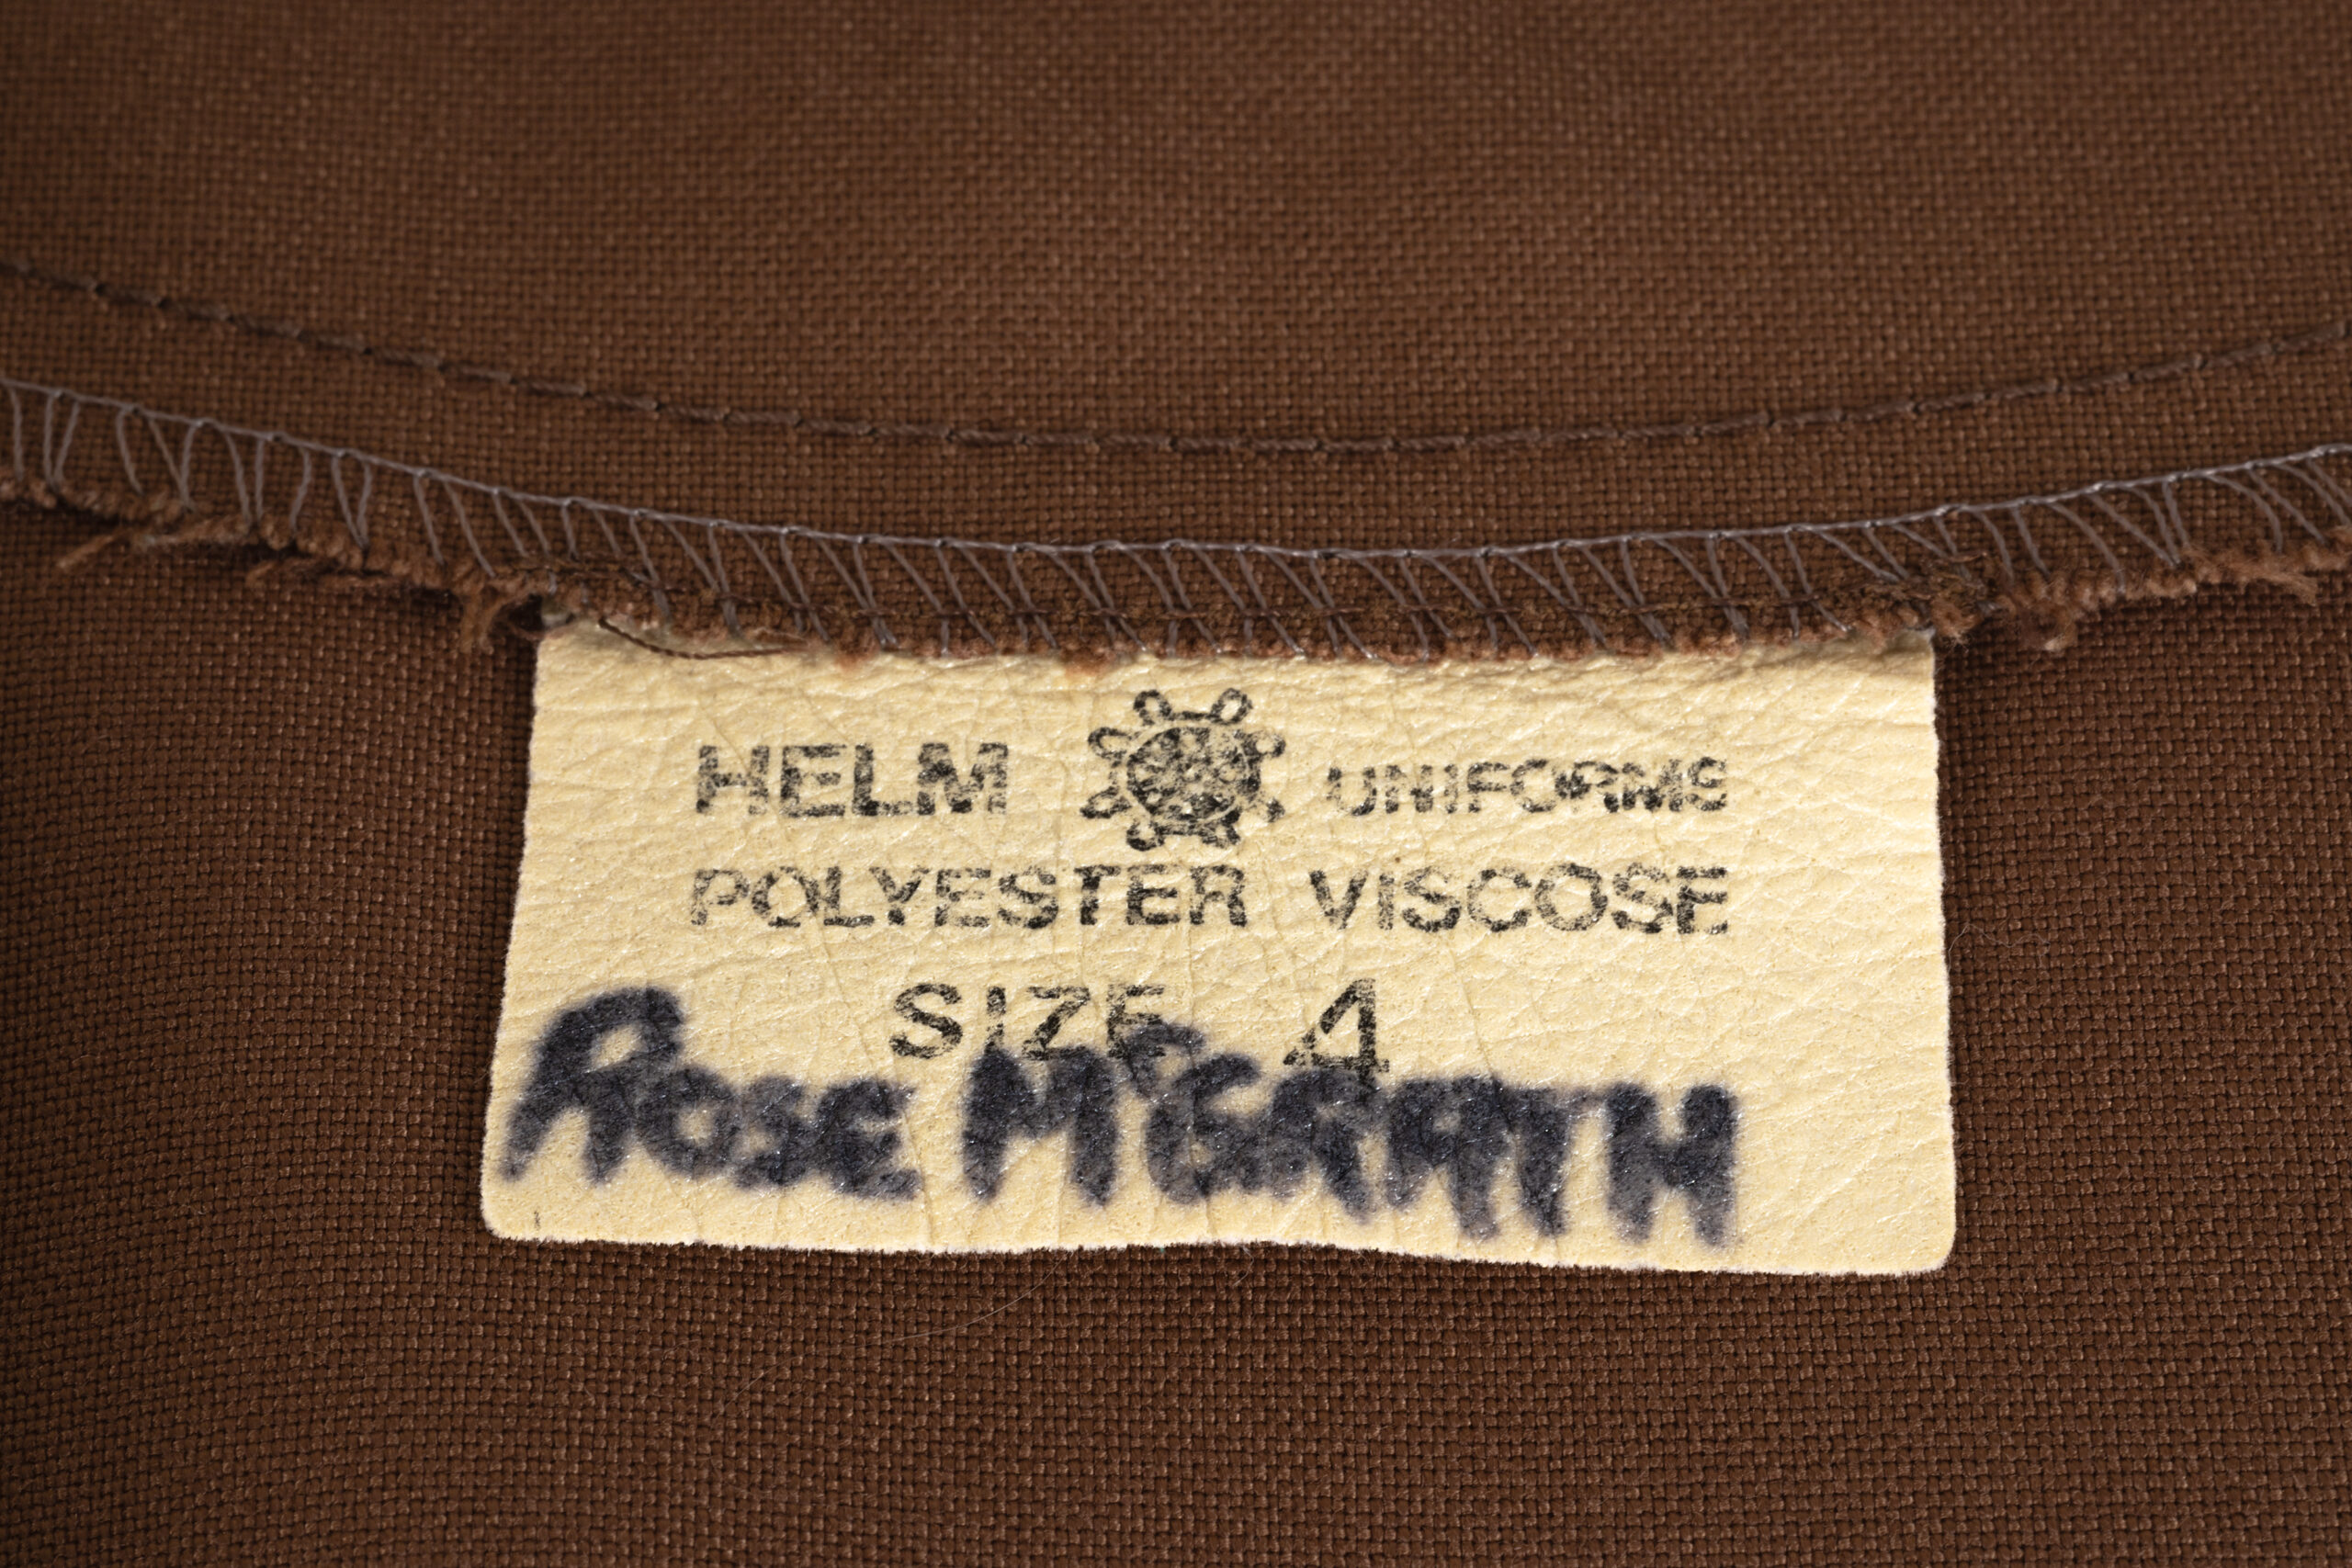 HELM UNIFORMS
POLYESTER VISCOSE
SIZE 4
ROSE McGRATH